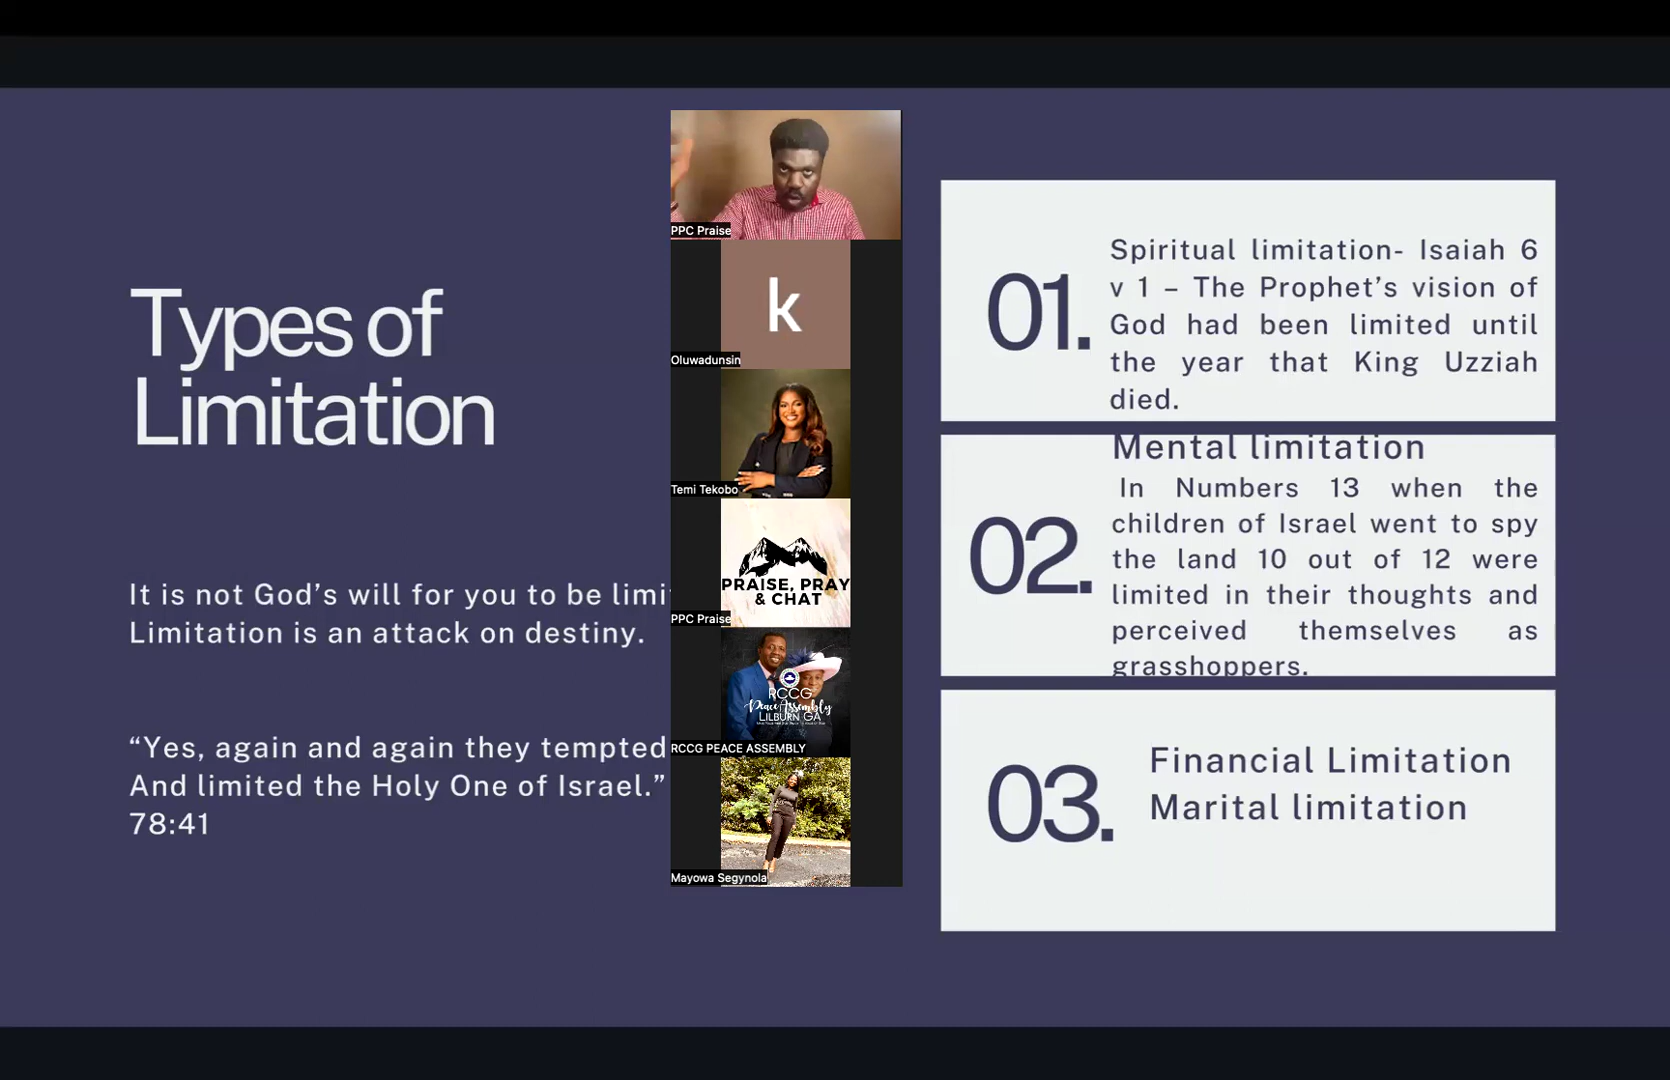 Types of
Limitation
It is not God’s will for you to be
Limitation is an attack on destiny.
“Yes, again and again they tempted
And limited the Holy One of Israel.”
78:41
PPC Praise
k
Oluwadunsin
Temi Tekobo
PRAISE, PRAY
& CHAT
PPC Praise
RCCG
Peace Assembly
LILBURN GA
RCCG PEACE ASSEMBLY
Mayowa Segynola
01.
Spiritual limitation- Isaiah 6
v 1 – The Prophet’s vision of
God had been limited until
the year that King Uzziah
died.
02.
Mental limitation
In Numbers 13 when the
children of Israel went to spy
the land 10 out of 12 were
limited in their thoughts and
perceived themselves as
grasshoppers.
03.
Financial Limitation
Marital limitation